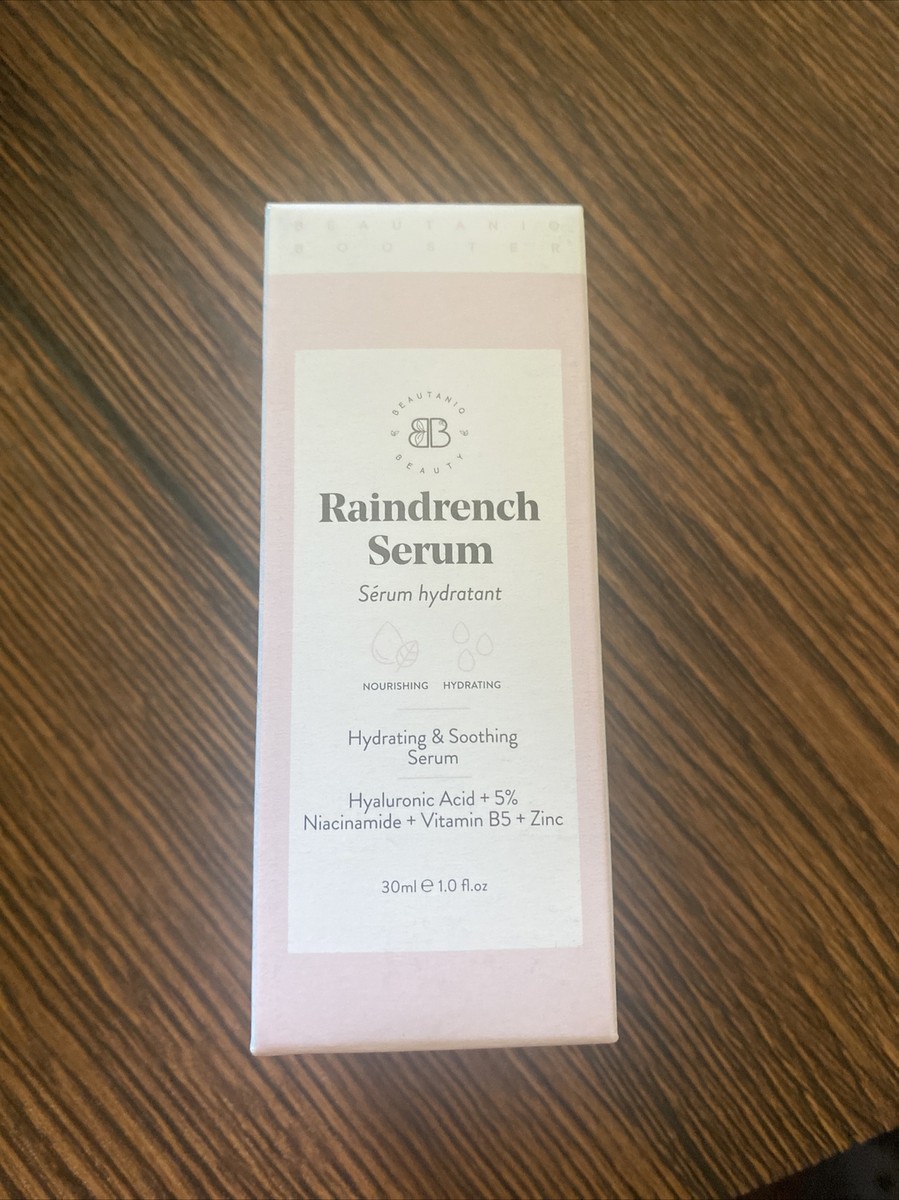 BEAUTANIQ
BOOSTER
BEAUTANIQ
BB
BEAUTY
Raindrench
Serum
Sérum hydratant
NOURISHING HYDRATING
Hydrating & Soothing
Serum
Hyaluronic Acid + 5%
Niacinamide + Vitamin B5 + Zinc
30ml ℮ 1.0 fl.oz